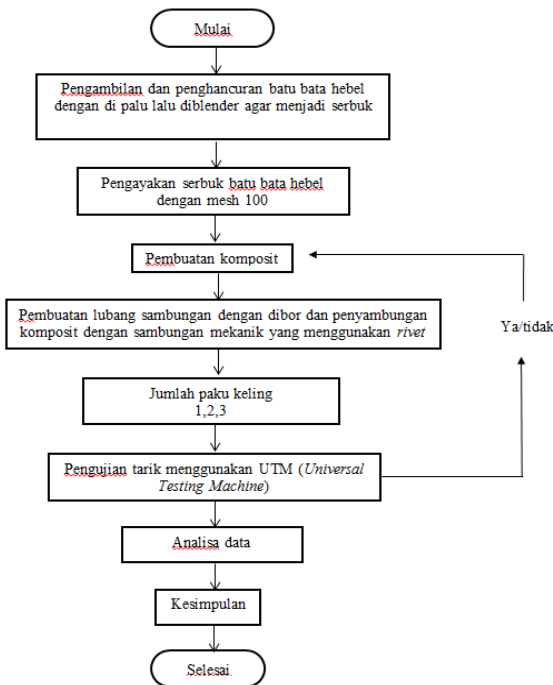 Mulai
Pengambilan dan penghancuran batu bata hebel
dengan di palu lalu diblender agar menjadi serbuk
Pengayakan serbuk batu bata hebel
dengan mesh 100
Pembuatan komposit
Pembuatan lubang sambungan dengan dibor dan penyambungan
komposit dengan sambungan mekanik yang menggunakan rivet
Ya/tidak
Jumlah paku keling
1,2,3
Pengujian tarik menggunakan UTM (Universal
Testing Machine)
Analisa data
Kesimpulan
Selesai